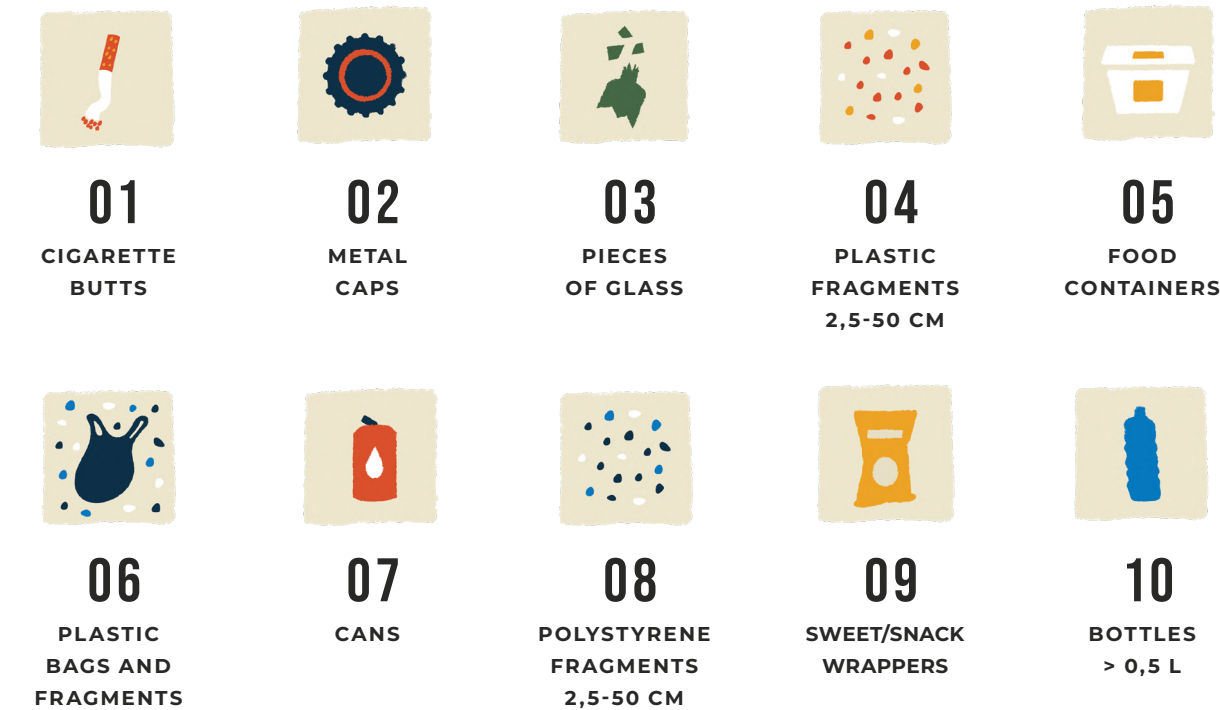 01
CIGARETTE
BUTTS
02
METAL
CAPS
03
PIECES
OF GLASS
04
PLASTIC
FRAGMENTS
2,5-50 CM
05
FOOD
CONTAINERS
06
PLASTIC
BAGS AND
FRAGMENTS
07
CANS
08
POLYSTYRENE
FRAGMENTS
2,5-50 CM
09
SWEET/SNACK
WRAPPERS
10
BOTTLES
> 0,5 L